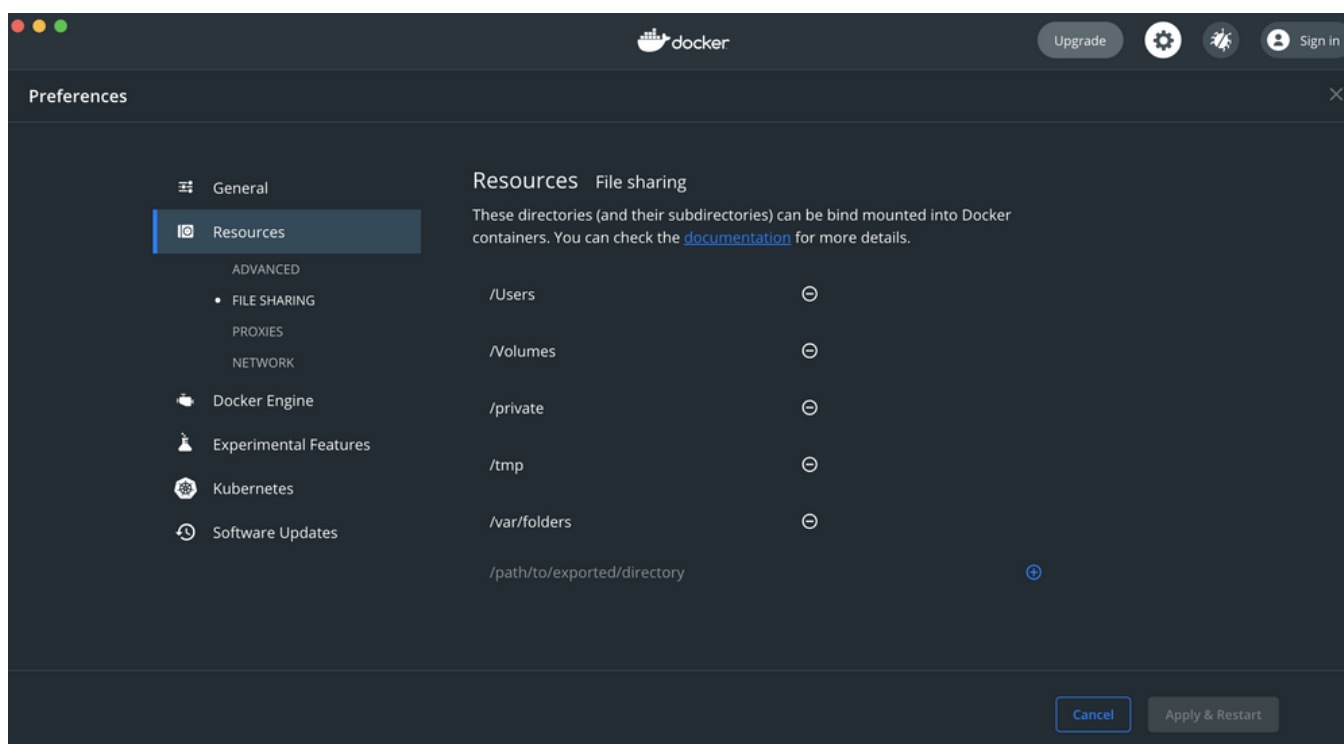 docker
Upgrade
Sign in
Preferences
General
Resources
ADVANCED
FILE SHARING
PROXIES
NETWORK
Docker Engine
Experimental Features
Kubernetes
Software Updates
Resources File sharing
These directories (and their subdirectories) can be bind mounted into Docker
containers. You can check the documentation for more details.
/Users
/Volumes
/private
/tmp
/var/folders
/path/to/exported/directory
Cancel
Apply & Restart